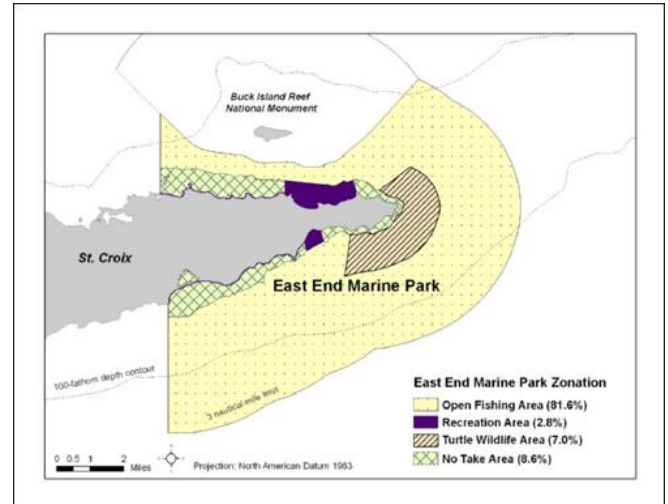 Buck Island Reef
National Monument
St. Croix
East End Marine Park
100-fathom depth contour
3 nautical mile limit
East End Marine Park Zonation
Open Fishing Area (81.6%)
Recreation Area (2.8%)
Turtle Wildlife Area (7.0%)
No Take Area (8.6%)
0 0.5 1 2
Miles
Projection: North American Datum 1983